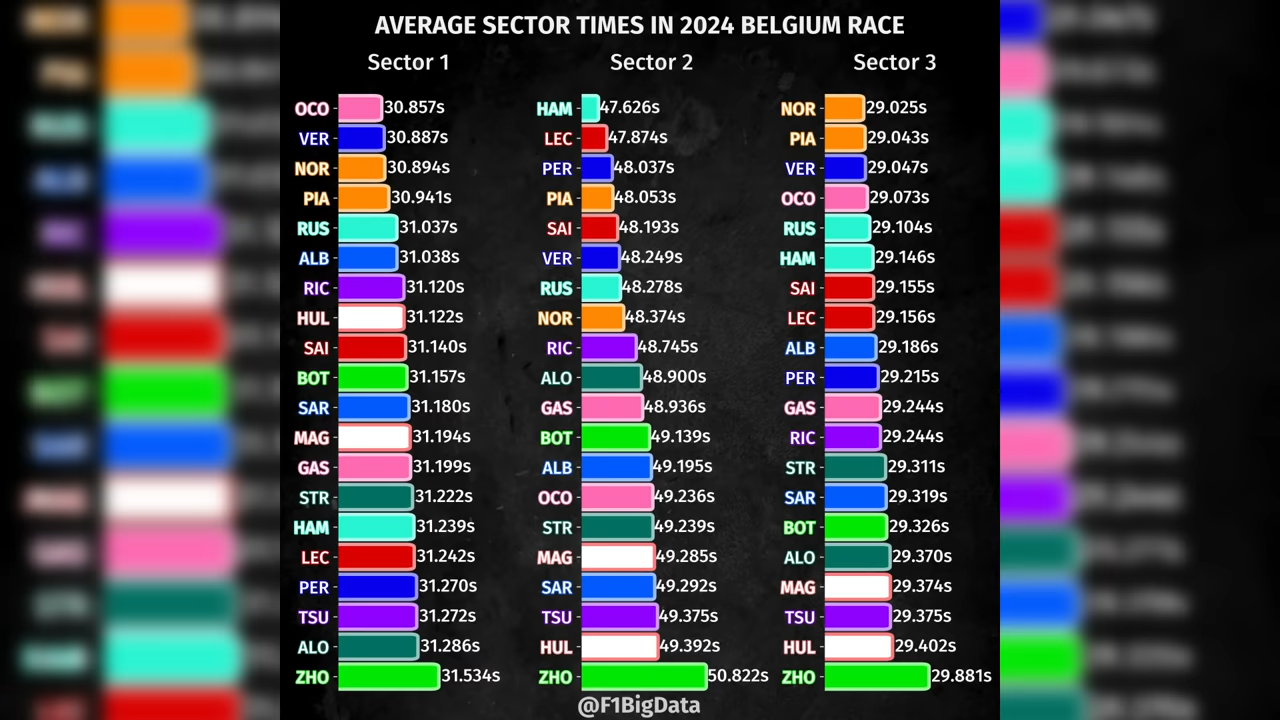 AVERAGE SECTOR TIMES IN 2024 BELGIUM RACE
Sector 1
OCO 30.857s
VER 30.887s
NOR 30.894s
PIA 30.941s
RUS 31.037s
ALB 31.038s
RIC 31.120s
HUL 31.122s
SAI 31.140s
BOT 31.157s
SAR 31.180s
MAG 31.194s
GAS 31.199s
STR 31.222s
HAM 31.239s
LEC 31.242s
PER 31.270s
TSU 31.272s
ALO 31.286s
ZHO 31.534s
Sector 2
HAM 47.626s
LEC 47.874s
PER 48.037s
PIA 48.053s
SAI 48.193s
VER 48.249s
RUS 48.278s
NOR 48.374s
RIC 48.745s
ALO 48.900s
GAS 48.936s
BOT 49.139s
ALB 49.195s
OCO 49.236s
STR 49.239s
MAG 49.285s
SAR 49.292s
TSU 49.375s
HUL 49.392s
ZHO 50.822s
Sector 3
NOR 29.025s
PIA 29.043s
VER 29.047s
OCO 29.073s
RUS 29.104s
HAM 29.146s
SAI 29.155s
LEC 29.156s
ALB 29.186s
PER 29.215s
GAS 29.244s
RIC 29.244s
STR 29.311s
SAR 29.319s
BOT 29.326s
ALO 29.370s
MAG 29.374s
TSU 29.375s
HUL 29.402s
ZHO 29.881s
@F1BigData